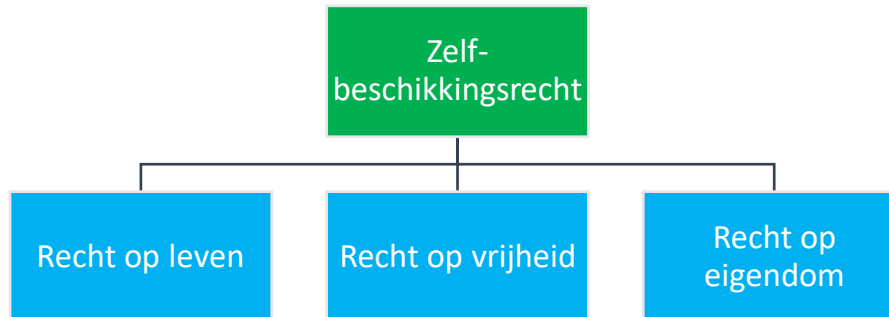 Zelf-
beschikkingsrecht
Recht op leven
Recht op vrijheid
Recht op
eigendom